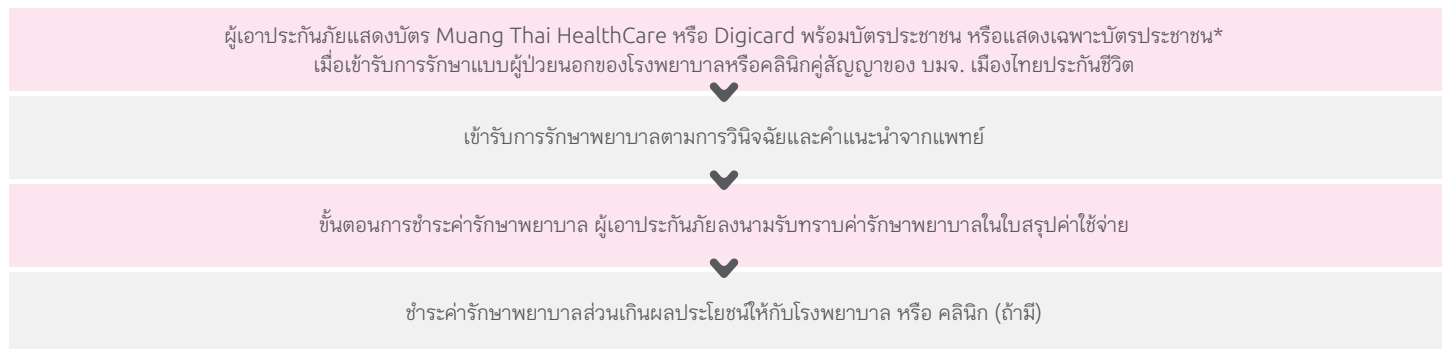 ผู้เอาประกันภัยแสดงบัตร Muang Thai HealthCare หรือ Digicard พร้อมบัตรประชาชน หรือแสดงเฉพาะบัตรประชาชน*
เมื่อเข้ารับการรักษาแบบผู้ป่วยนอกของโรงพยาบาลหรือคลินิกคู่สัญญาของ บมจ. เมืองไทยประกันชีวิต
เข้ารับการรักษาพยาบาลตามการวินิจฉัยและคำแนะนำจากแพทย์
ขั้นตอนการชำระค่ารักษาพยาบาล ผู้เอาประกันภัยลงนามรับทราบค่ารักษาพยาบาลในใบสรุปค่าใช้จ่าย
ชำระค่ารักษาพยาบาลส่วนเกินผลประโยชน์ให้กับโรงพยาบาล หรือ คลินิก (ถ้ามี)